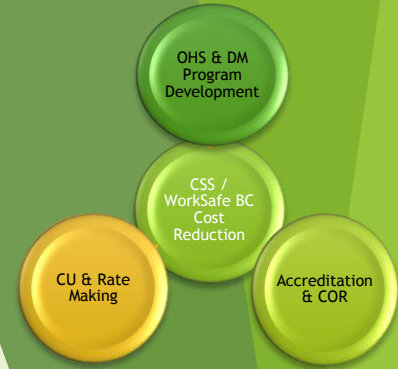 OHS & DM
Program
Development
CSS /
WorkSafe BC
Cost
Reduction
CU & Rate
Making
Accreditation
& COR